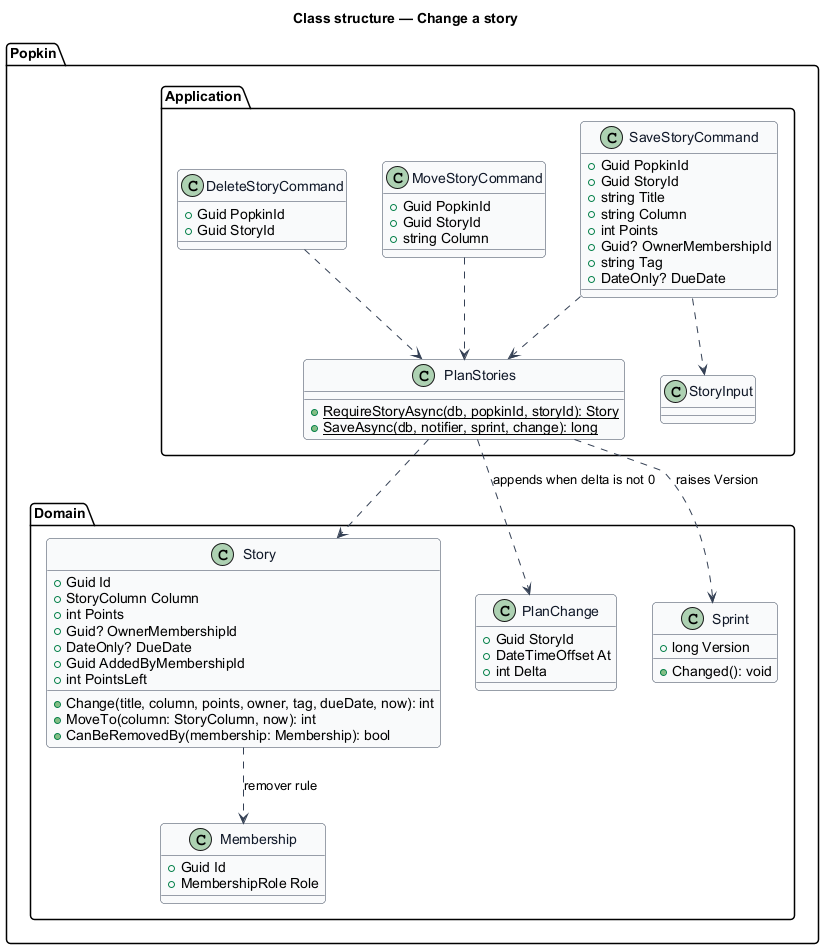 Class structure — Change a story
Popkin
Application
C SaveStoryCommand
Guid PopkinId
Guid StoryId
string Title
string Column
int Points
Guid? OwnerMembershipId
string Tag
DateOnly? DueDate
C MoveStoryCommand
Guid PopkinId
Guid StoryId
string Column
C DeleteStoryCommand
Guid PopkinId
Guid StoryId
C PlanStories
RequireStoryAsync(db, popkinId, storyId): Story
SaveAsync(db, notifier, sprint, change): long
C StoryInput
appends when delta is not 0
raises Version
Domain
C Story
Guid Id
StoryColumn Column
int Points
Guid? OwnerMembershipId
DateOnly? DueDate
Guid AddedByMembershipId
int PointsLeft
Change(title, column, points, owner, tag, dueDate, now): int
MoveTo(column: StoryColumn, now): int
CanBeRemovedBy(membership: Membership): bool
C PlanChange
Guid StoryId
DateTimeOffset At
int Delta
C Sprint
long Version
Changed(): void
remover rule
C Membership
Guid Id
MembershipRole Role